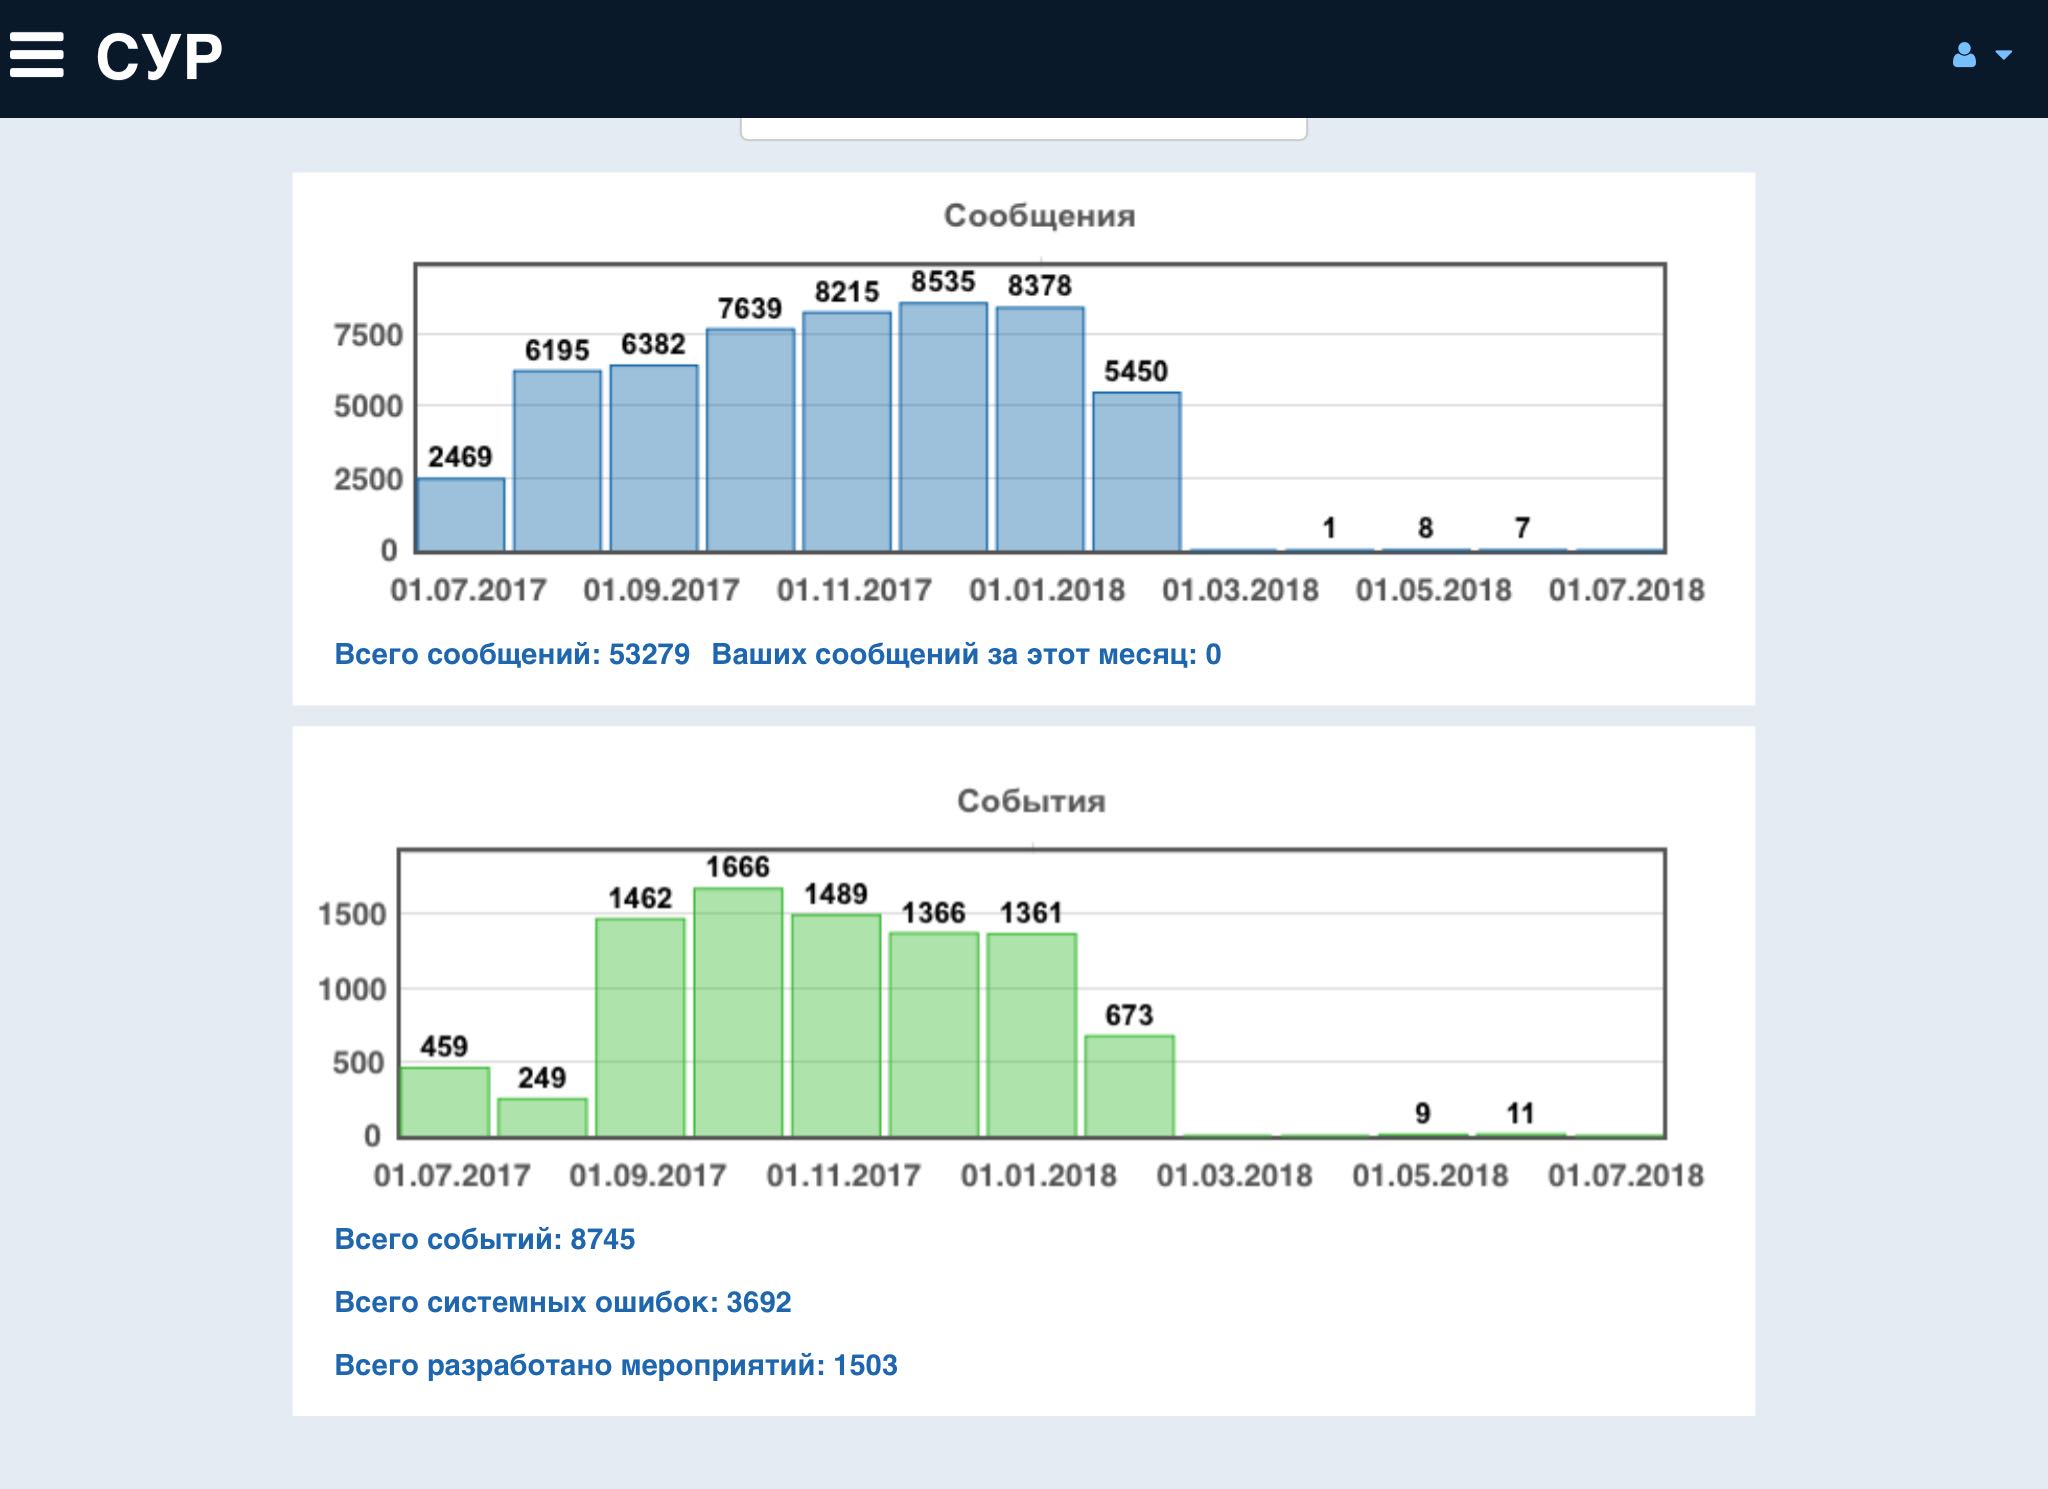 СУР
Сообщения
8535
8378
8215
7639
7500
6382
6195
5450
5000
2469
2500
1 8 7
0
01.07.2017 01.09.2017 01.11.2017 01.01.2018 01.03.2018 01.05.2018 01.07.2018
Всего сообщений: 53279 Ваших сообщений за этот месяц: 0
События
1666
1489
1462
1500
1366 1361
1000
673
459
500
249
9 11
0
01.07.2017 01.09.2017 01.11.2017 01.01.2018 01.03.2018 01.05.2018 01.07.2018
Всего событий: 8745
Всего системных ошибок: 3692
Всего разработано мероприятий: 1503